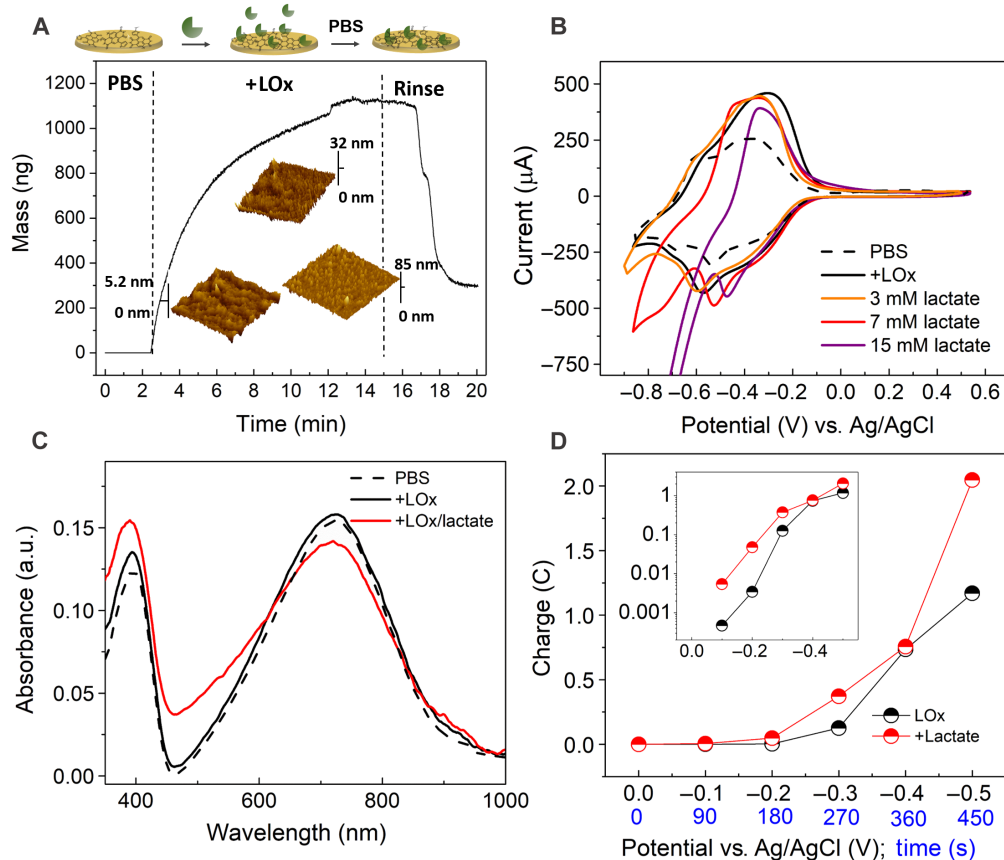 A
PBS
PBS
+LOx
Rinse
1200
1000
800
600
400
200
0
Mass (ng)
32 nm
0 nm
5.2 nm
0 nm
85 nm
0 nm
0 2 4 6 8 10 12 14 16 18 20
Time (min)
B
500
250
0
−250
−500
−750
Current (μA)
PBS
+LOx
3 mM lactate
7 mM lactate
15 mM lactate
−0.8 −0.6 −0.4 −0.2 0.0 0.2 0.4 0.6
Potential (V) vs. Ag/AgCl
C
PBS
+LOx
+LOx/lactate
0.15
0.10
0.05
0.00
Absorbance (a.u.)
400 600 800 1000
Wavelength (nm)
D
2.0
1.5
1.0
0.5
0.0
Charge (C)
1
0.1
0.01
0.001
0.0 −0.2 −0.4
LOx
+Lactate
0.0 −0.1 −0.2 −0.3 −0.4 −0.5
0 90 180 270 360 450
Potential vs. Ag/AgCl (V); time (s)